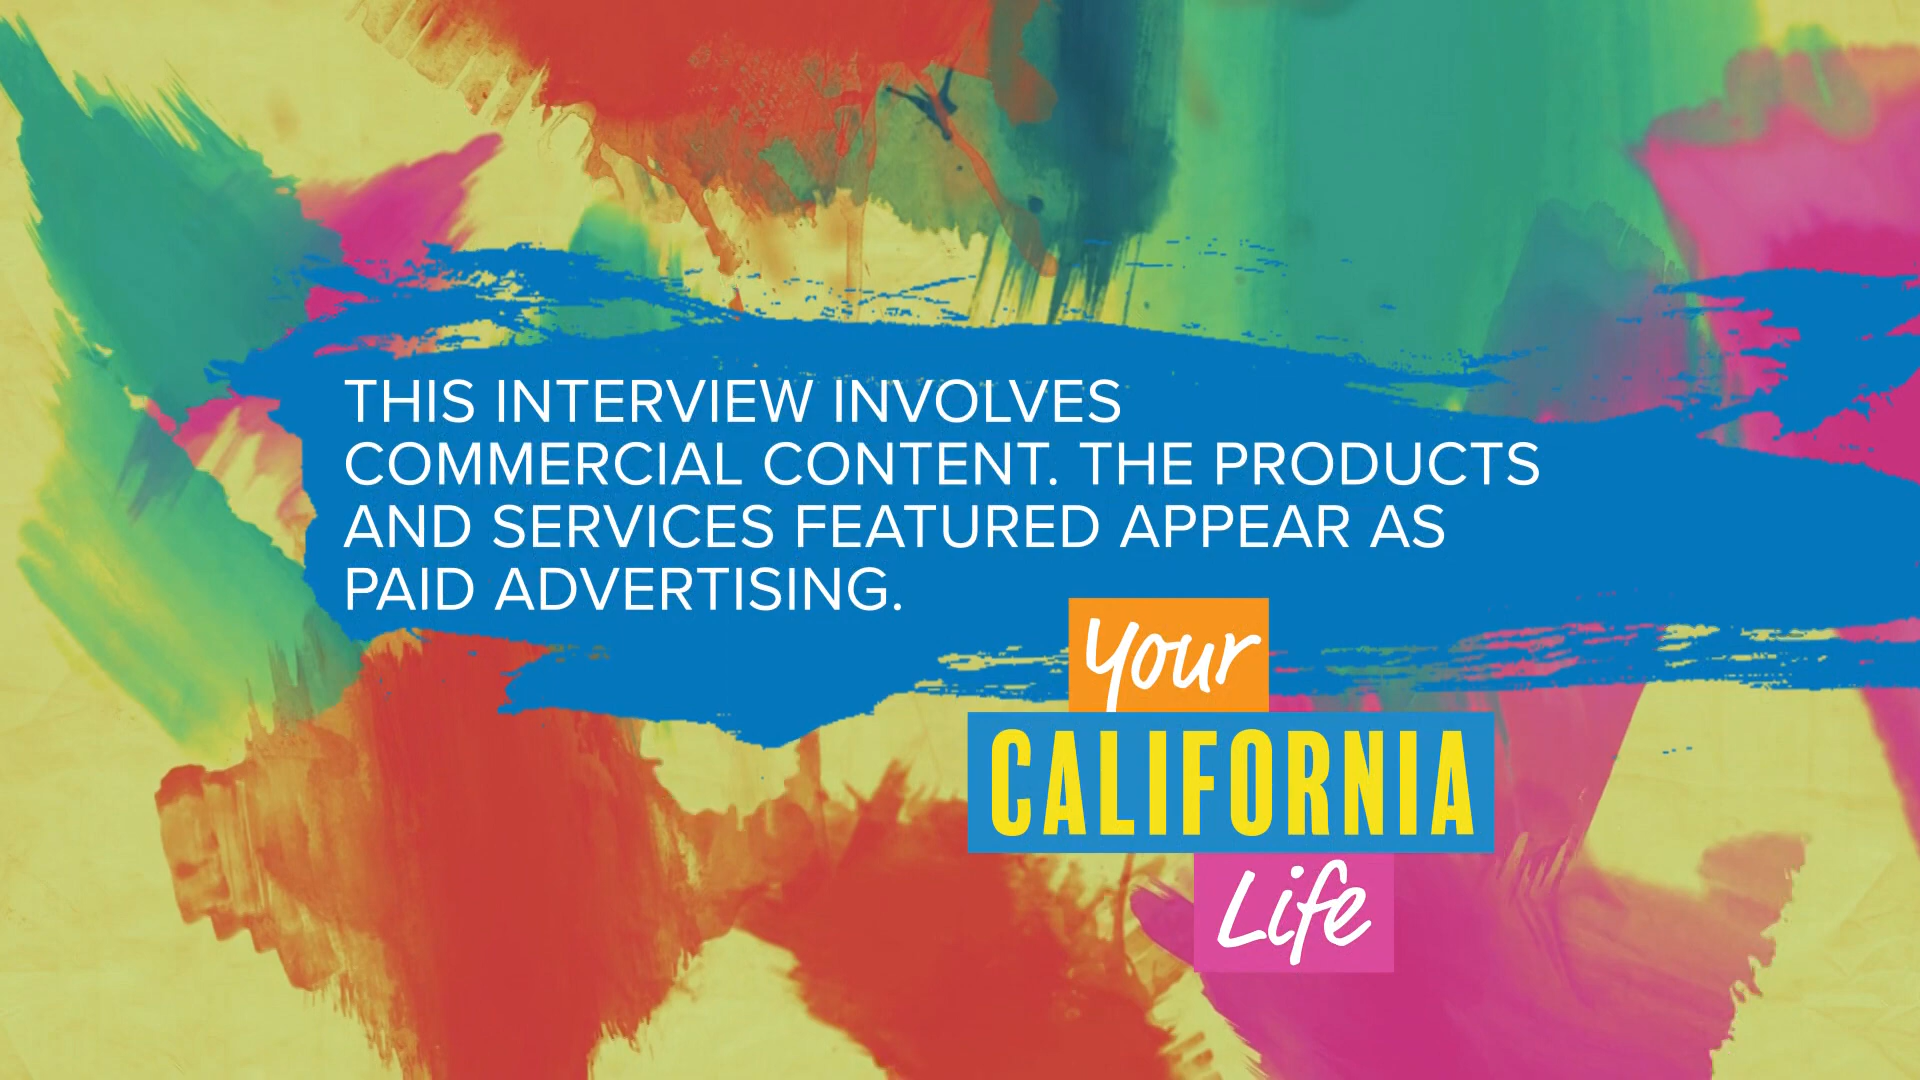 THIS INTERVIEW INVOLVES
COMMERCIAL CONTENT. THE PRODUCTS
AND SERVICES FEATURED APPEAR AS
PAID ADVERTISING.
Your
CALIFORNIA
Life